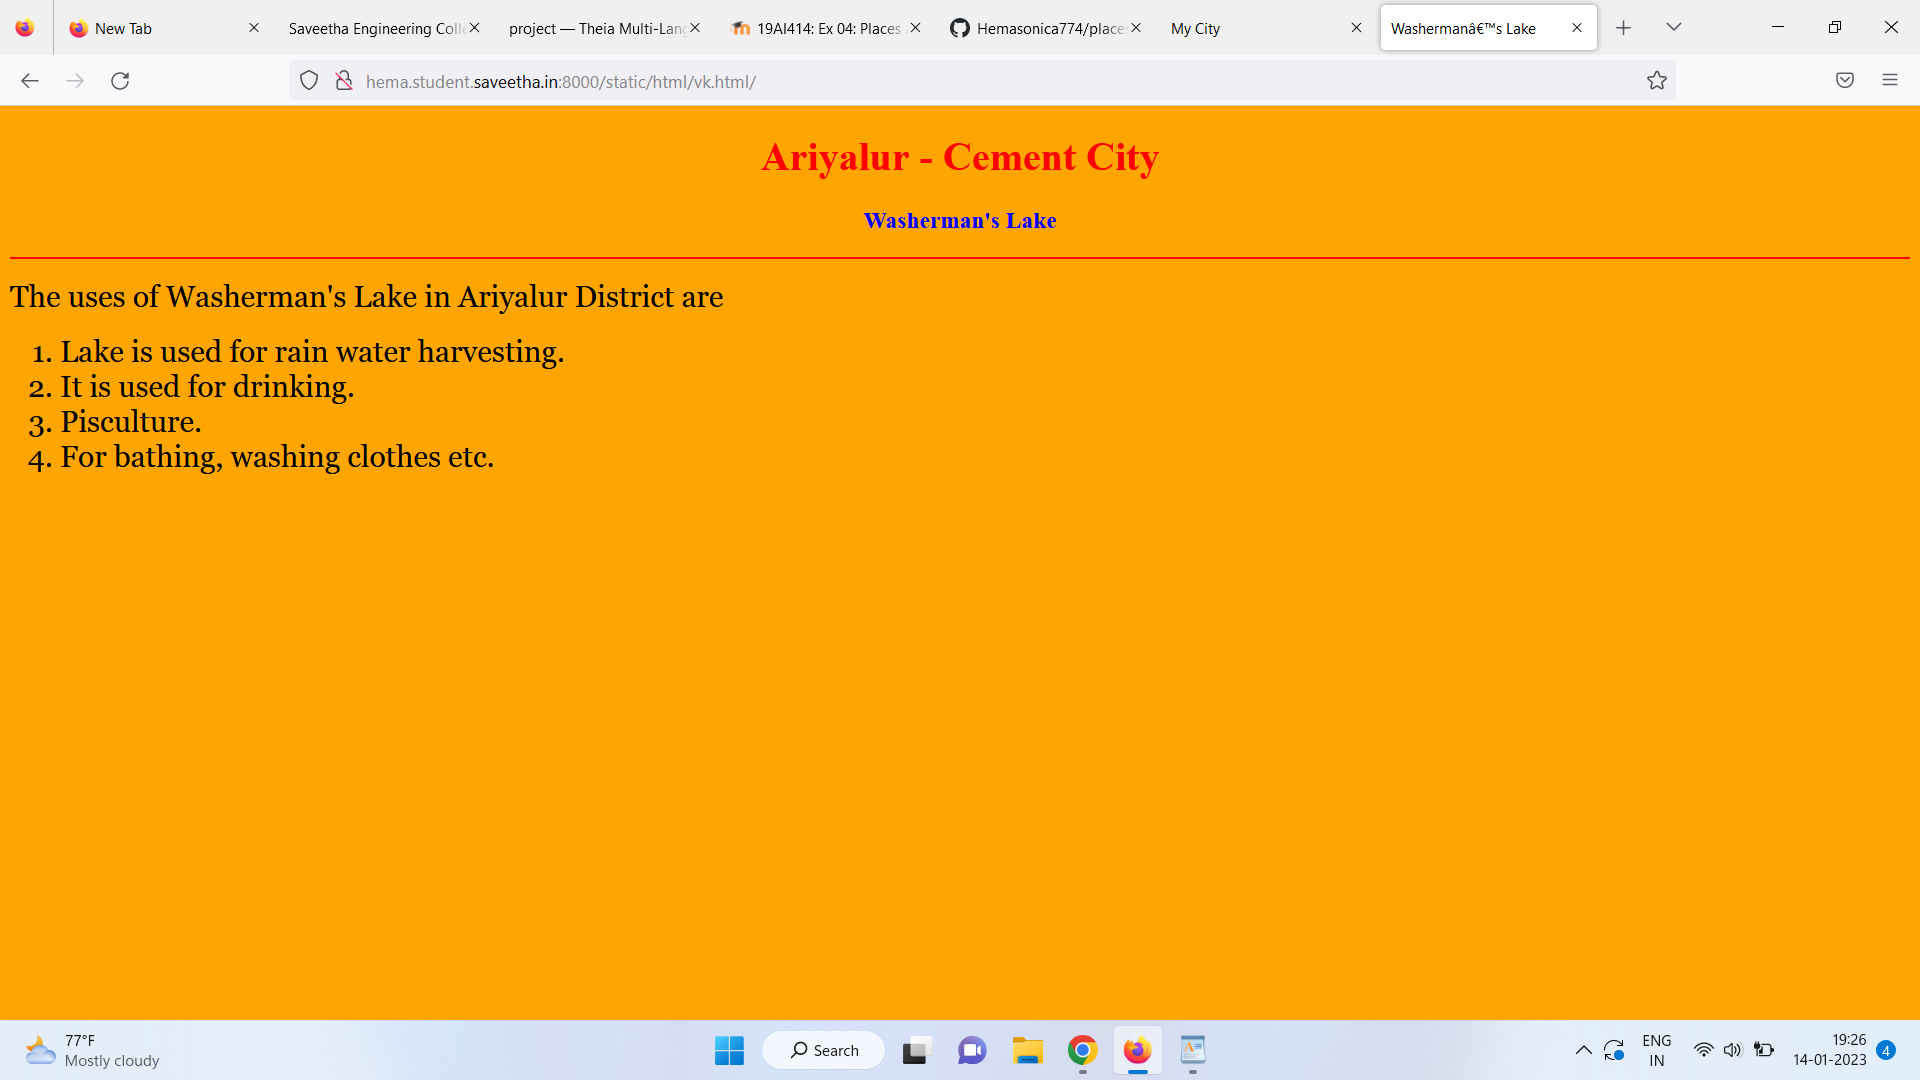 New Tab
Saveetha Engineering Colle
project — Theia Multi-Lang
19AI414: Ex 04: Places
Hemasonica774/places
My City
Washermanâ€™s Lake
hema.student.saveetha.in:8000/static/html/vk.html/
Ariyalur - Cement City
Washerman's Lake
The uses of Washerman's Lake in Ariyalur District are
1. Lake is used for rain water harvesting.
2. It is used for drinking.
3. Pisculture.
4. For bathing, washing clothes etc.
77°F
Mostly cloudy
Search
ENG
IN
19:26
14-01-2023
4